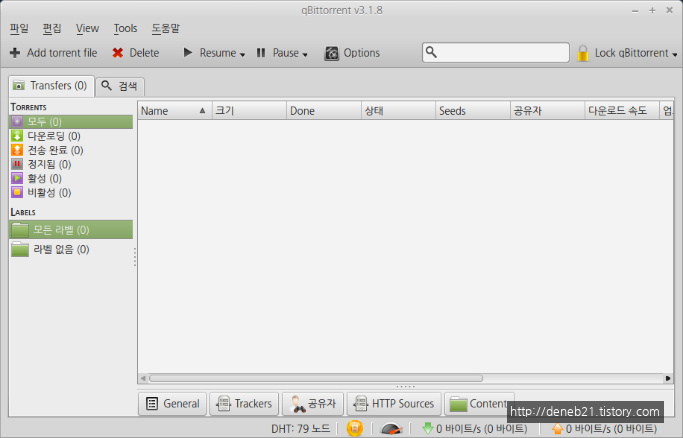 qBittorrent v3.1.8
파일 편집 View Tools 도움말
Add torrent file Delete Resume Pause Options Lock qBittorrent
Transfers (0) 검색
TORRENTS
모두 (0)
다운로딩 (0)
전송 완료 (0)
정지됨 (0)
활성 (0)
비활성 (0)
LABELS
모든 라벨 (0)
라벨 없음 (0)
Name 크기 Done 상태 Seeds 공유자 다운로드 속도 업
General Trackers 공유자 HTTP Sources Content
http://deneb21.tistory.com
DHT: 79 노드 0 바이트/s (0 바이트) 0 바이트/s (0 바이트)